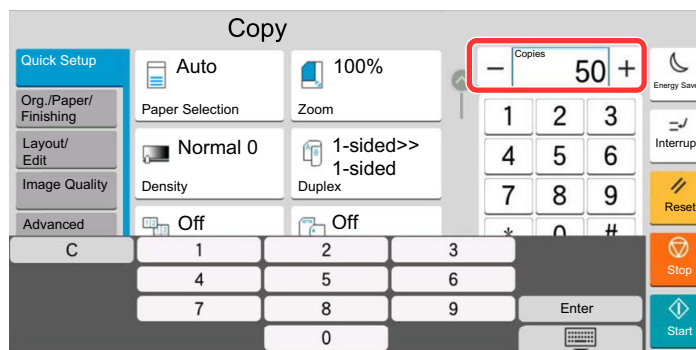 Copy
Quick Setup
Org./Paper/
Finishing
Layout/
Edit
Image Quality
Advanced
Auto
Paper Selection
100%
Zoom
Normal 0
Density
1-sided>>
1-sided
Duplex
Off
Off
− Copies 50 +
1 2 3
4 5 6
7 8 9
* 0 #
Energy Save
Interrup
Reset
Stop
Start
C 1 2 3
4 5 6
7 8 9
0
Enter